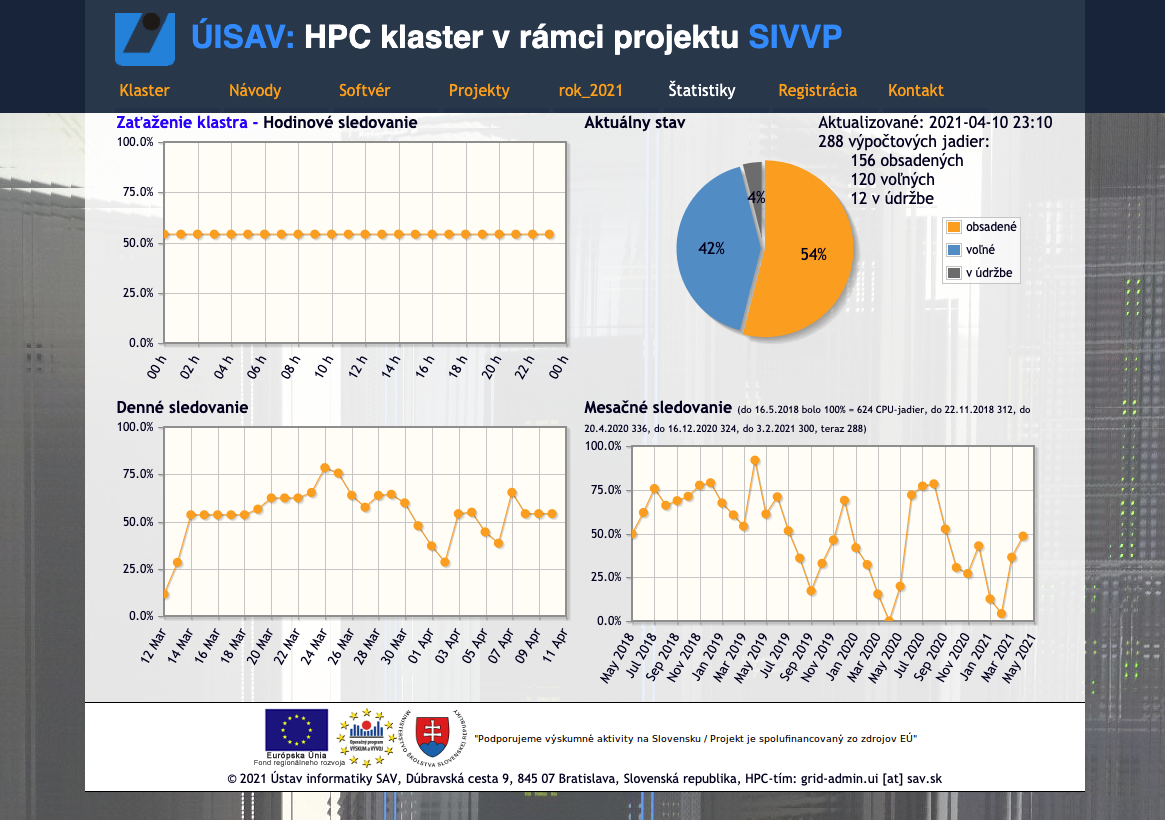 ÚISAV: HPC klaster v rámci projektu SIVVP
Klaster Návody Softvér Projekty rok_2021 Štatistiky Registrácia Kontakt
Zaťaženie klastra - Hodinové sledovanie
100.0%
75.0%
50.0%
25.0%
0.0%
00 h 02 h 04 h 06 h 08 h 10 h 12 h 14 h 16 h 18 h 20 h 22 h 00 h
Aktuálny stav
Aktualizované: 2021-04-10 23:10
288 výpočtových jadier:
156 obsadených
120 voľných
12 v údržbe
4%
42%
54%
obsadené
voľné
v údržbe
Denné sledovanie
100.0%
75.0%
50.0%
25.0%
0.0%
12 Mar 14 Mar 16 Mar 18 Mar 20 Mar 22 Mar 24 Mar 26 Mar 28 Mar 30 Mar 01 Apr 03 Apr 05 Apr 07 Apr 09 Apr 11 Apr
Mesačné sledovanie (do 16.5.2018 bolo 100% = 624 CPU-jadier, do 22.11.2018 312, do
20.4.2020 336, do 16.12.2020 324, do 3.2.2021 300, teraz 288)
100.0%
75.0%
50.0%
25.0%
0.0%
May 2018 Jul 2018 Sep 2018 Nov 2018 Jan 2019 Mar 2019 May 2019 Jul 2019 Sep 2019 Nov 2019 Jan 2020 Mar 2020 May 2020 Jul 2020 Sep 2020 Nov 2020 Jan 2021 Mar 2021 May 2021
Európska Únia
Fond regionálneho rozvoja
Operačný program
VÝSKUM a VÝVOJ
MINISTERSTVO ŠKOLSTVA SLOVENSKEJ REPUBLIKY
"Podporujeme výskumné aktivity na Slovensku / Projekt je spolufinancovaný zo zdrojov EÚ"
© 2021 Ústav informatiky SAV, Dúbravská cesta 9, 845 07 Bratislava, Slovenská republika, HPC-tím: grid-admin.ui [at] sav.sk